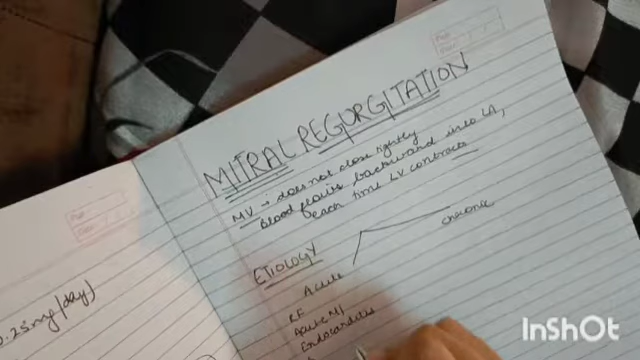 MITRAL REGURGITATION
MV → does not close tightly
blood flows backward into LA,
each time LV contracts
ETIOLOGY
Acute
chronic
RF
Acute MI
Endocarditis
0.25mg/day)
InShOt